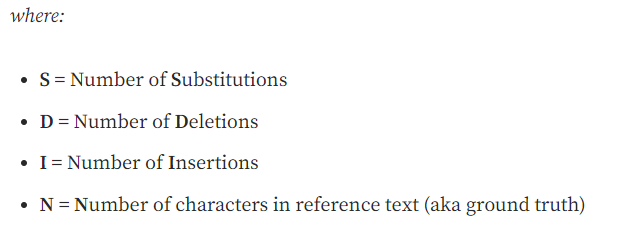 where:
• S = Number of Substitutions
• D = Number of Deletions
• I = Number of Insertions
• N = Number of characters in reference text (aka ground truth)